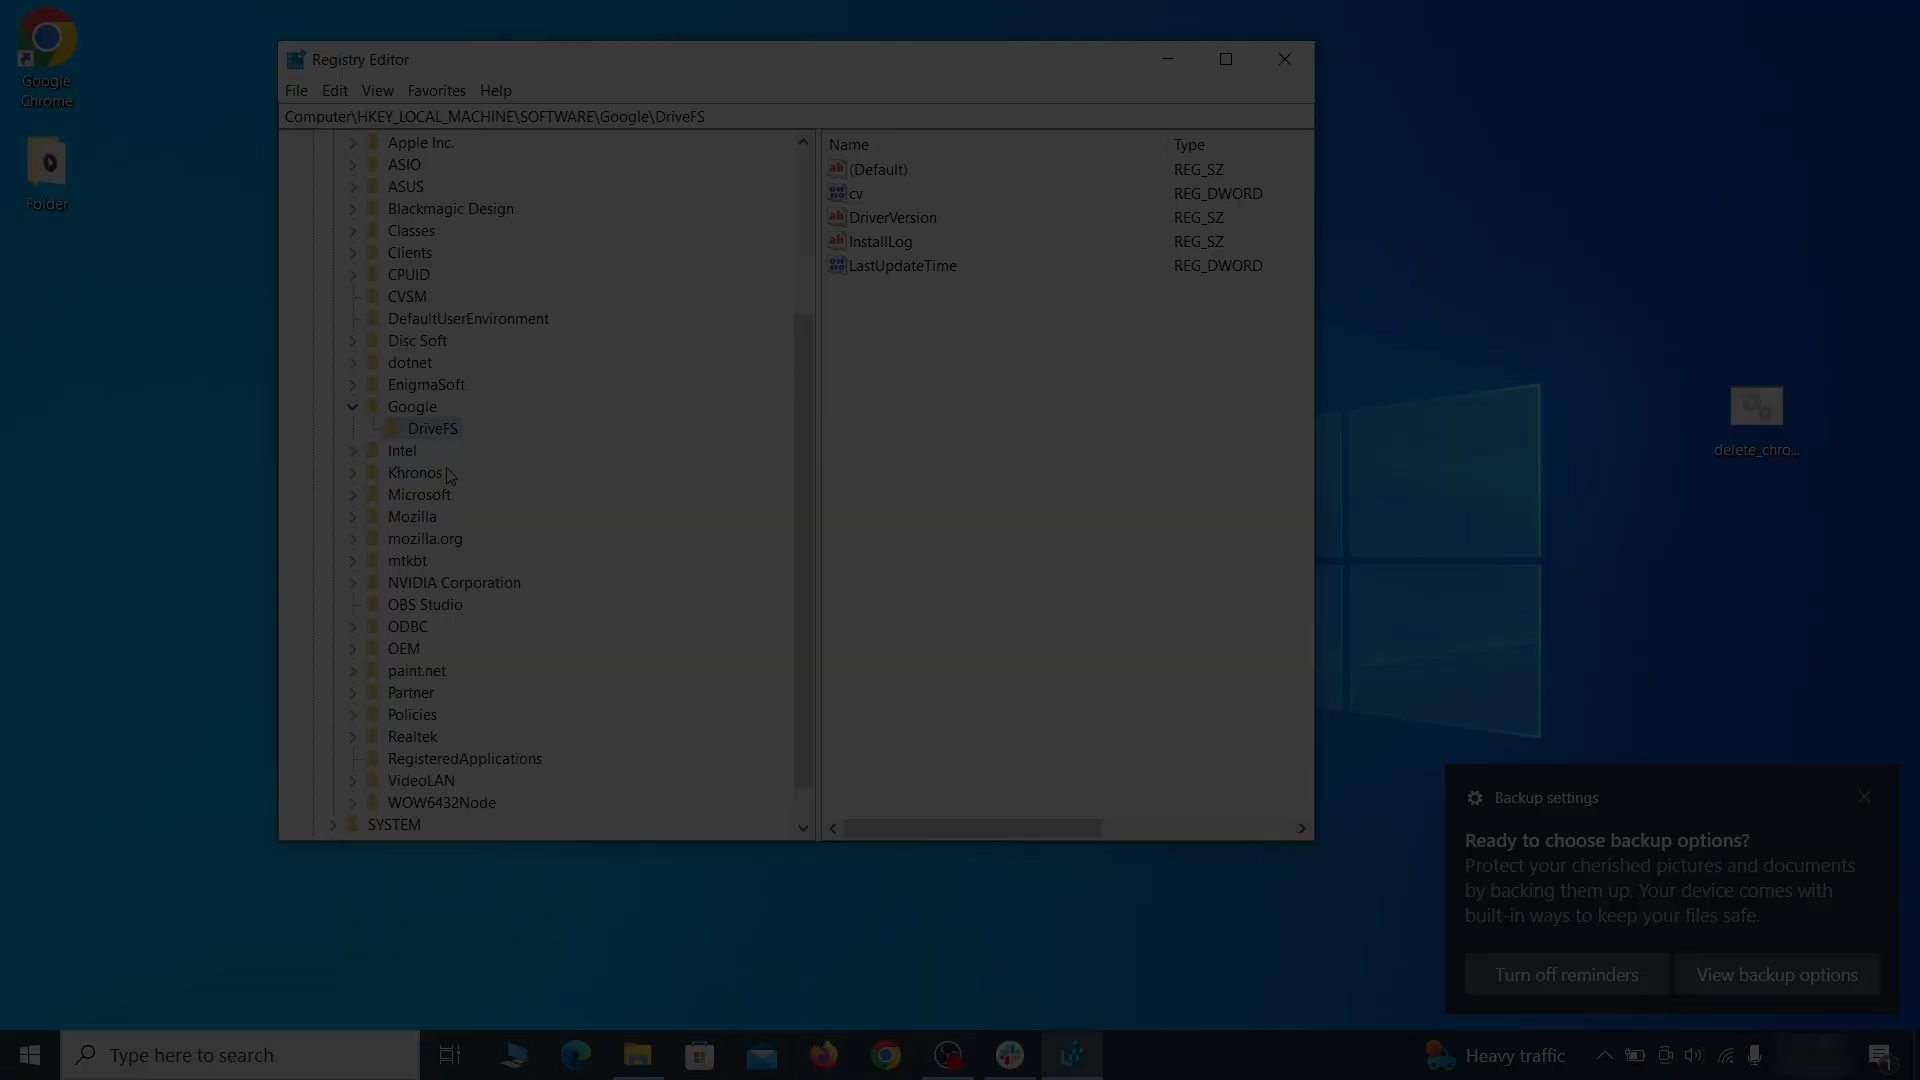 Google
Chrome
Folder
Registry Editor
File Edit View Favorites Help
Computer\HKEY_LOCAL_MACHINE\SOFTWARE\Google\DriveFS
Apple Inc.
ASIO
ASUS
Blackmagic Design
Classes
Clients
CPUID
CVSM
DefaultUserEnvironment
Disc Soft
dotnet
EnigmaSoft
Google
DriveFS
Intel
Khronos
Microsoft
Mozilla
mozilla.org
mtkbt
NVIDIA Corporation
OBS Studio
ODBC
OEM
paint.net
Partner
Policies
Realtek
RegisteredApplications
VideoLAN
WOW6432Node
SYSTEM
Name Type
(Default) REG_SZ
cv REG_DWORD
DriverVersion REG_SZ
InstallLog REG_SZ
LastUpdateTime REG_DWORD
delete_chro...
Backup settings
Ready to choose backup options?
Protect your cherished pictures and documents
by backing them up. Your device comes with
built-in ways to keep your files safe.
Turn off reminders View backup options
Type here to search
Heavy traffic
1